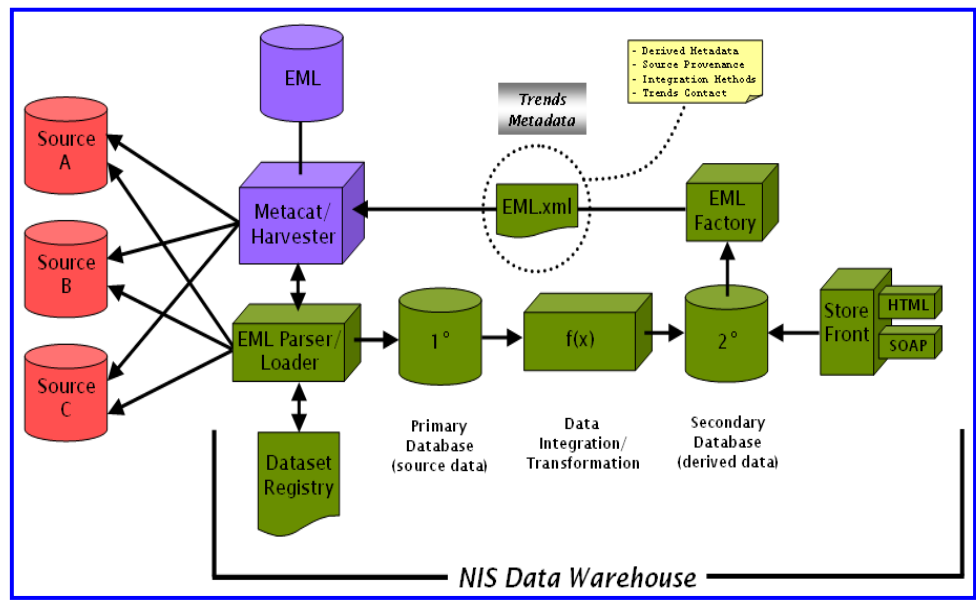 EML
- Derived Metadata
- Source Provenance
- Integration Methods
- Trends Contact
Trends
Metadata
Source
A
Metacat/
Harvester
EML.xml
EML
Factory
Source
B
EML Parser/
Loader
1°
f(x)
2°
Store
Front
HTML
SOAP
Source
C
Primary
Database
(source data)
Data
Integration/
Transformation
Secondary
Database
(derived data)
Dataset
Registry
NIS Data Warehouse